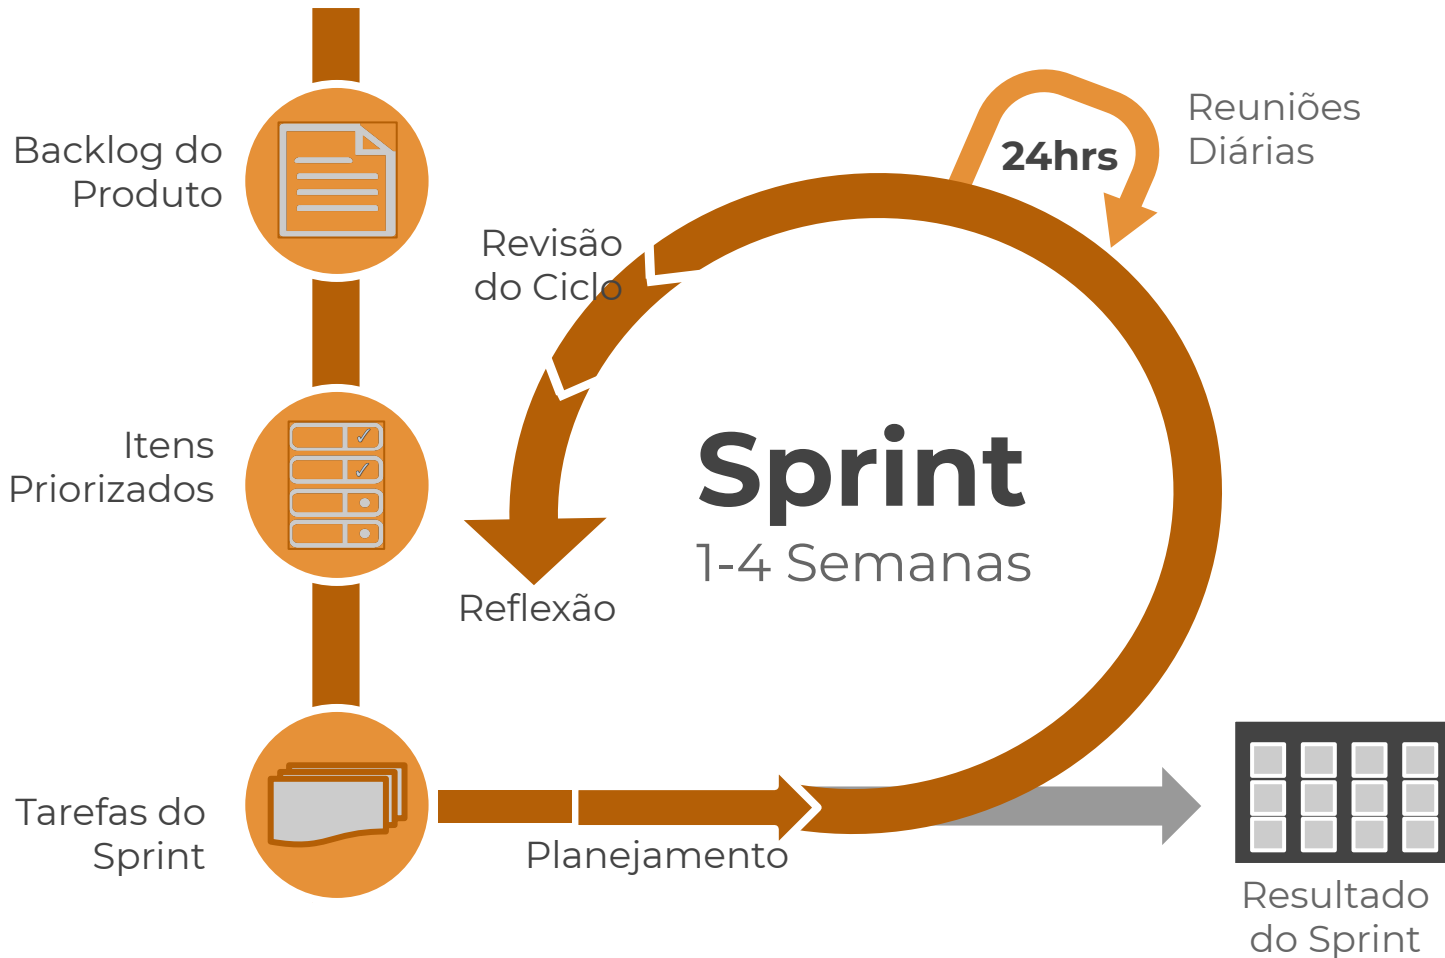 Backlog do
Produto
Itens
Priorizados
Tarefas do
Sprint
Planejamento
Revisão
do Ciclo
Reflexão
Sprint
1-4 Semanas
24hrs
Reuniões
Diárias
Resultado
do Sprint